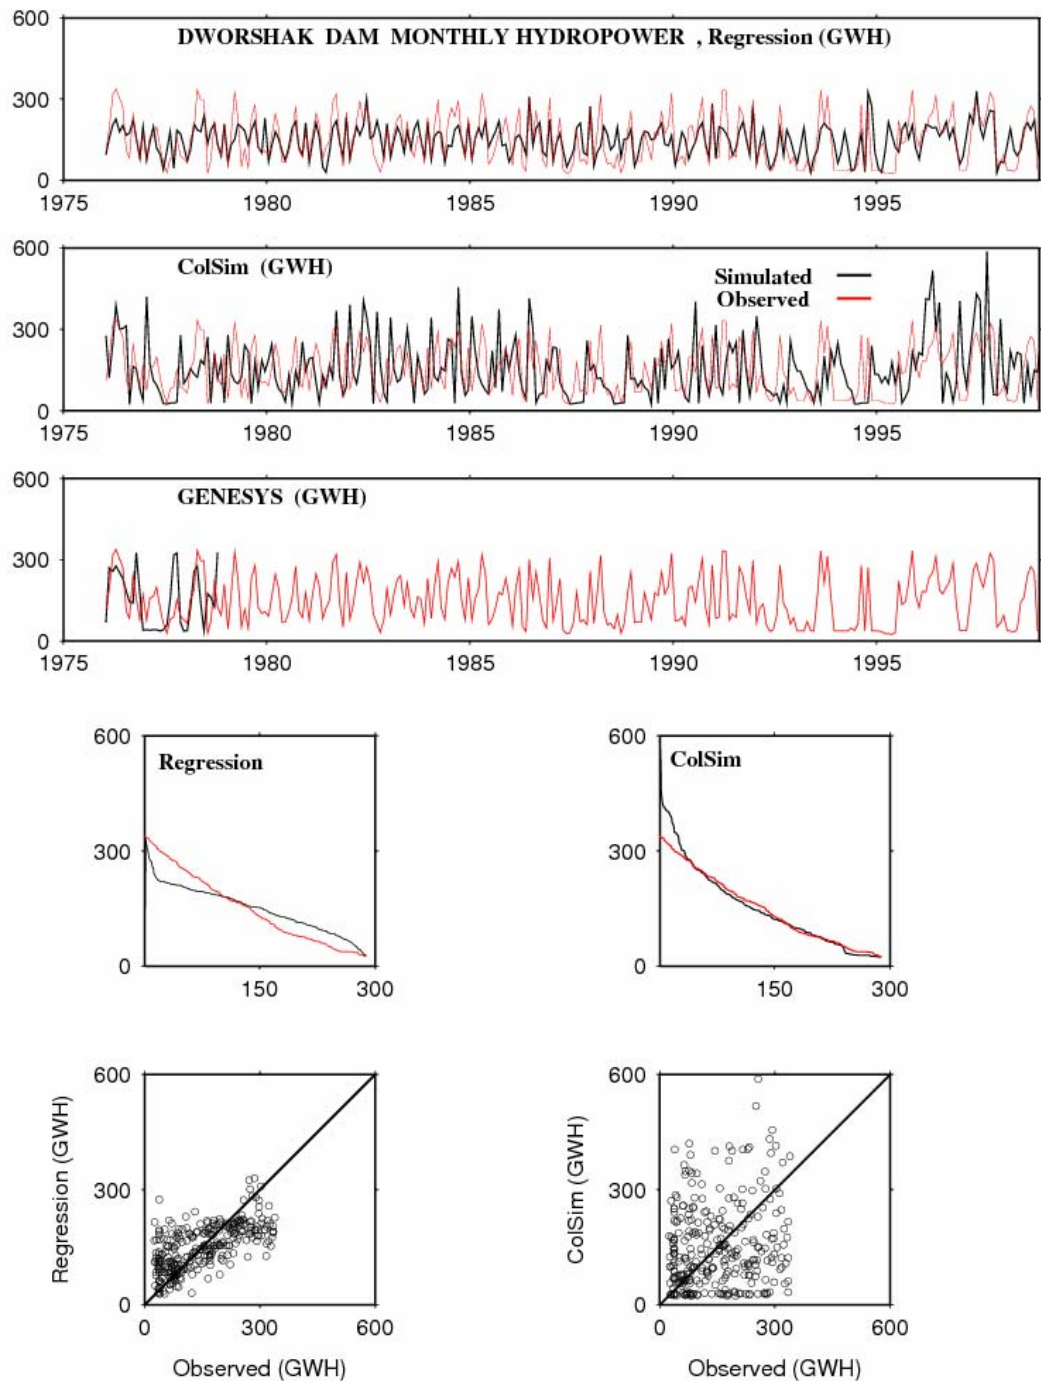 600
DWORSHAK DAM MONTHLY HYDROPOWER , Regression (GWH)
300
0
1975 1980 1985 1990 1995
600
ColSim (GWH)
Simulated
Observed
300
0
1975 1980 1985 1990 1995
600
GENESYS (GWH)
300
0
1975 1980 1985 1990 1995
600 600
Regression ColSim
300 300
0 0
150 300 150 300
600 600
Regression (GWH) ColSim (GWH)
300 300
0 0
0 300 600 0 300 600
Observed (GWH) Observed (GWH)